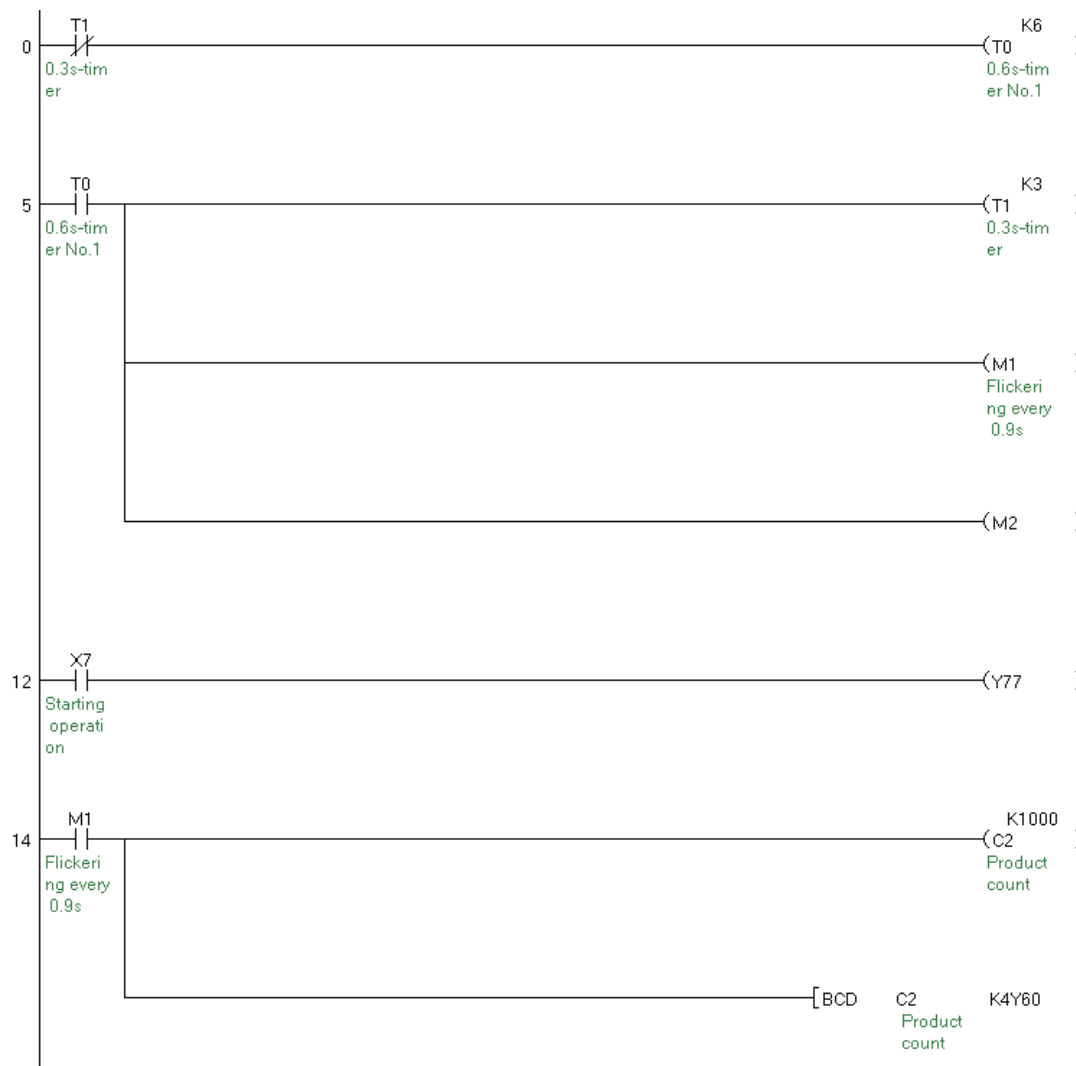 T1
K6
0
(T0
0.3s-tim
er
0.6s-tim
er No.1
T0
K3
5
(T1
0.6s-tim
er No.1
0.3s-tim
er
(M1
Flickeri
ng every
0.9s
(M2
X7
12
(Y77
Starting
operati
on
M1
K1000
14
(C2
Flickeri
ng every
0.9s
Product
count
[BCD C2 K4Y60
Product
count